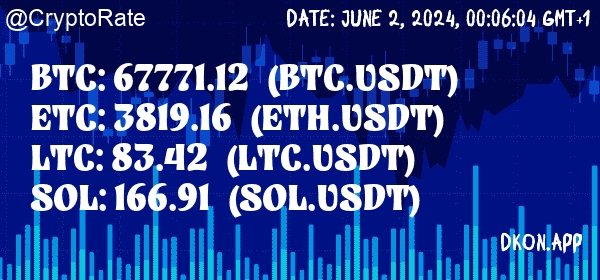 @CryptoRate
DATE: JUNE 2, 2024, 00:06:04 GMT+1
BTC: 67771.12 (BTC.USDT)
ETC: 3819.16 (ETH.USDT)
LTC: 83.42 (LTC.USDT)
SOL: 166.91 (SOL.USDT)
DKON.APP